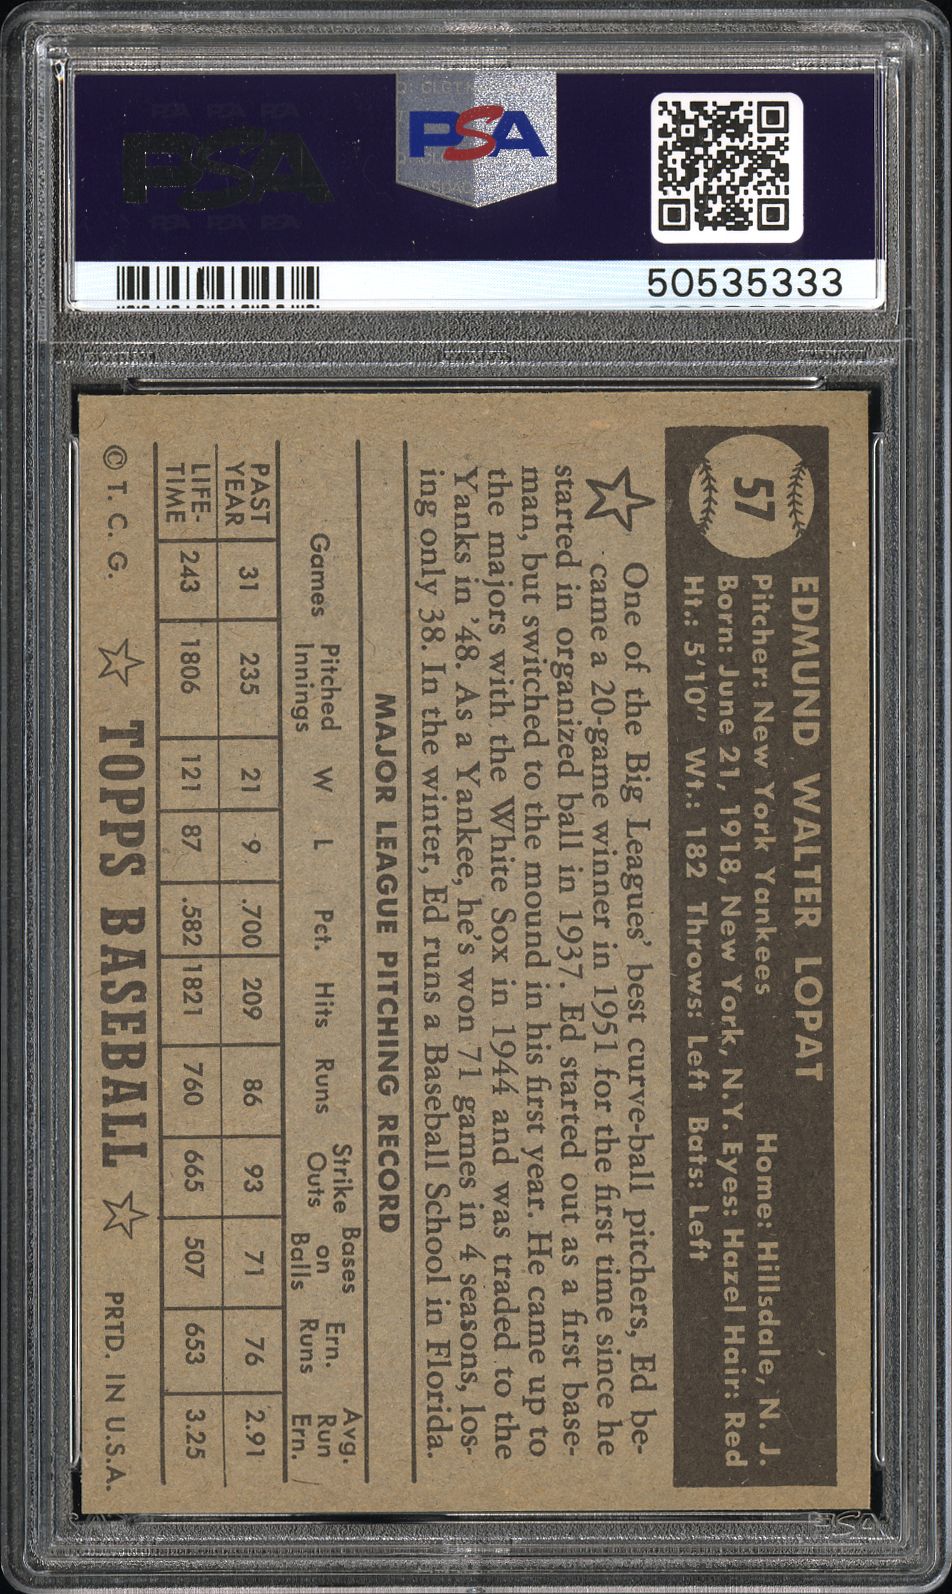 PSA
PSA
50535333
57
EDMUND WALTER LOPAT
Pitcher: New York Yankees Home: Hillsdale, N. J.
Born: June 21, 1918, New York, N.Y. Eyes: Hazel Hair: Red
Ht.: 5'10" Wt.: 182 Throws: Left Bats: Left
One of the Big Leagues' best curve-ball pitchers, Ed be-
came a 20-game winner in 1951 for the first time since he
started in organized ball in 1937. Ed started out as a first base-
man, but switched to the mound in his first year. He came up to
the majors with the White Sox in 1944 and was traded to the
Yanks in '48. As a Yankee, he's won 71 games in 4 seasons, los-
ing only 38. In the winter, Ed runs a Baseball School in Florida.
MAJOR LEAGUE PITCHING RECORD
Games Pitched Innings W L Pct. Hits Runs Strike Outs Bases on Balls Ern. Runs Avg. Run Ern.
PAST YEAR 31 235 21 9 .700 209 86 93 71 76 2.91
LIFE-TIME 243 1806 121 87 .582 1821 760 665 507 653 3.25
© T. C. G. TOPPS BASEBALL PRTD. IN U.S.A.